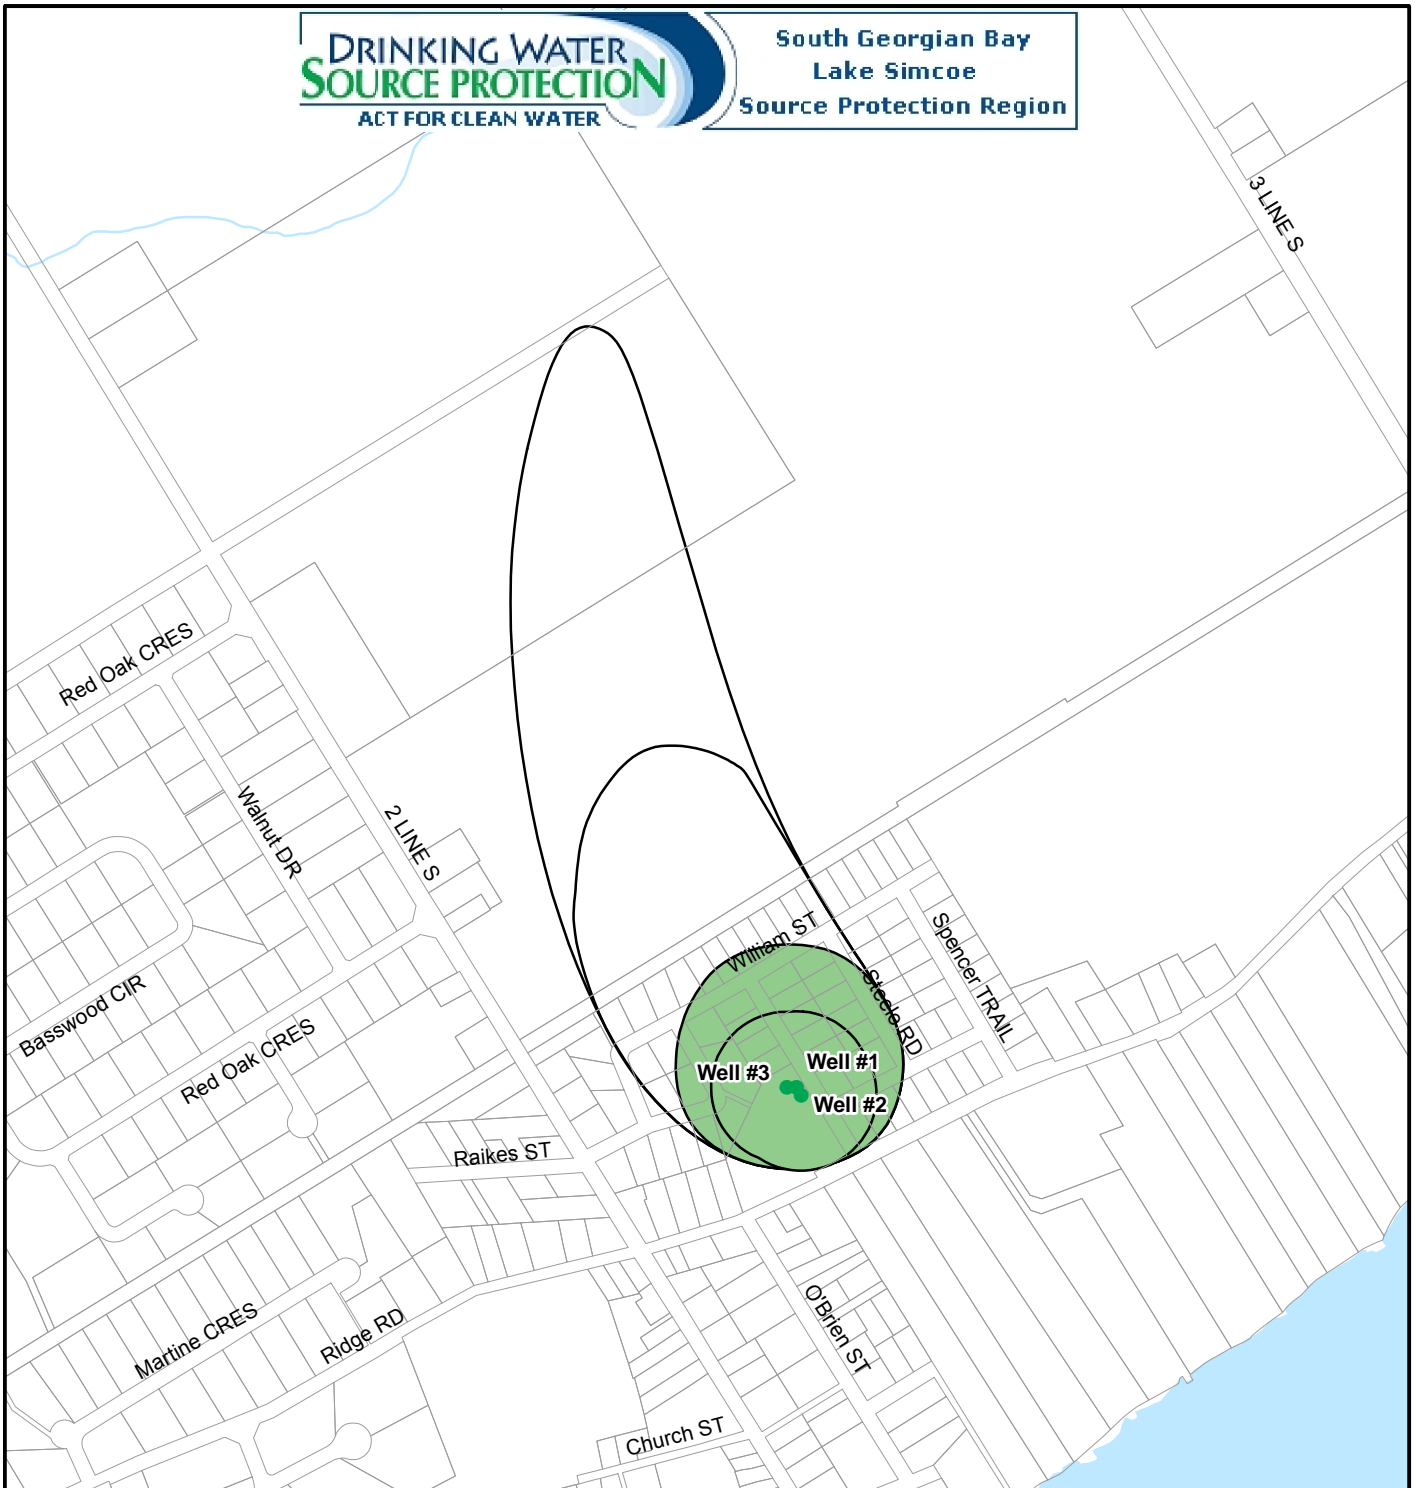 DRINKING WATER
SOURCE PROTECTION
ACT FOR CLEAN WATER
South Georgian Bay
Lake Simcoe
Source Protection Region
3 LINE S
Red Oak CRES
Walnut DR
2 LINE S
William ST
Spencer TRAIL
Steele RD
Basswood CIR
Red Oak CRES
Well #1
Well #3
Well #2
Raikes ST
O'Brien ST
Martine CRES
Ridge RD
Church ST